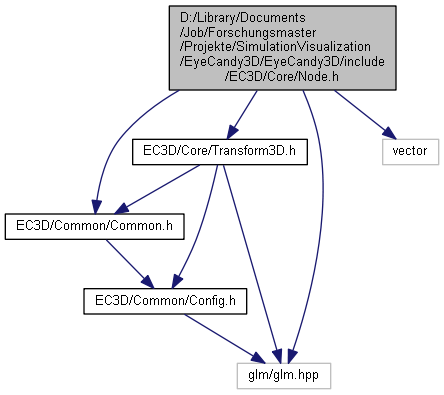 D:/Library/Documents
/Job/Forschungsmaster
/Projekte/SimulationVisualization
/EyeCandy3D/EyeCandy3D/include
/EC3D/Core/Node.h
EC3D/Core/Transform3D.h
vector
EC3D/Common/Common.h
EC3D/Common/Config.h
glm/glm.hpp